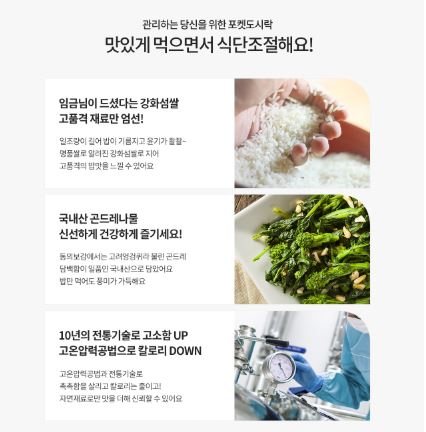 관리하는 당신을 위한 포켓도시락
맛있게 먹으면서 식단조절해요!
임금님이 드셨다는 강화섬쌀
고품격 재료만 엄선!
일조량이 길어 밥이 기름지고 윤기가 촬촬~
명품쌀로 알려진 강화섬쌀로 지어
고품격의 밥맛을 느낄 수 있어요
국내산 곤드레나물
신선하게 건강하게 즐기세요!
동의보감에서는 고려엉겅퀴라 불린 곤드레
담백함이 일품인 국내산으로 담았어요
밥만 먹어도 풍미가 가득해요
10년의 전통기술로 고소함 UP
고온압력공법으로 칼로리 DOWN
고온압력공법과 전통기술로
촉촉함을 살리고 칼로리는 줄이고!
자연재료로만 맛을 더해 신뢰할 수 있어요